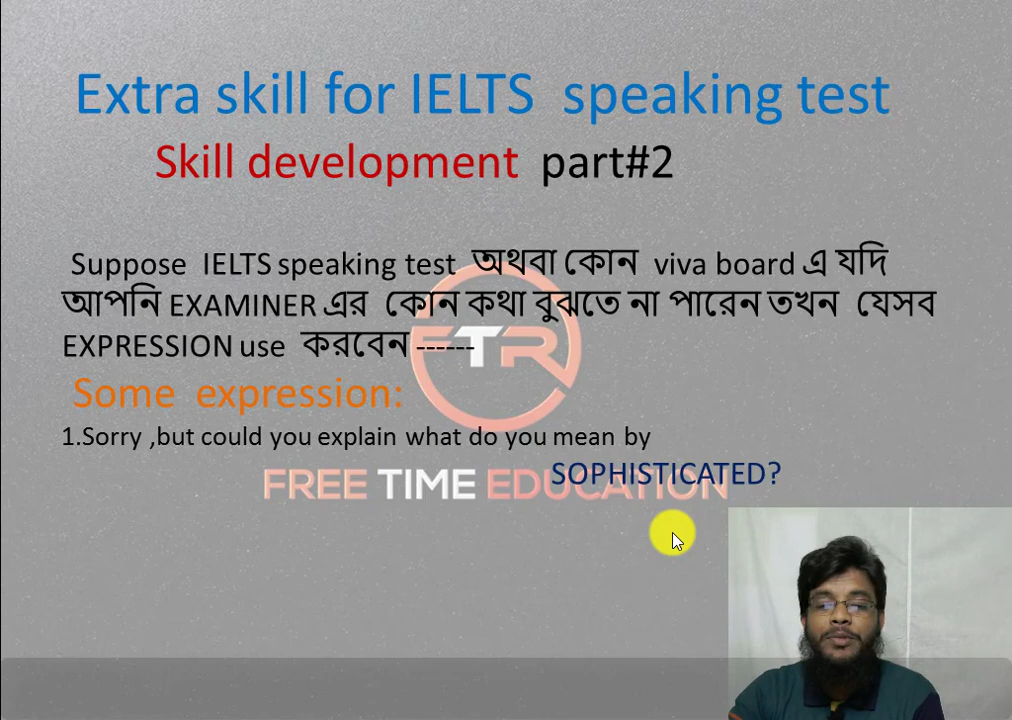 Extra skill for IELTS speaking test
Skill development part#2
Suppose IELTS speaking test অথবা কোন viva board এ যদি
আপনি EXAMINER এর কোন কথা বুঝতে না পারেন তখন যেসব
EXPRESSION use করবেন ------
FTR
Some expression:
1.Sorry ,but could you explain what do you mean by
SOPHISTICATED?
FREE TIME EDUCATION